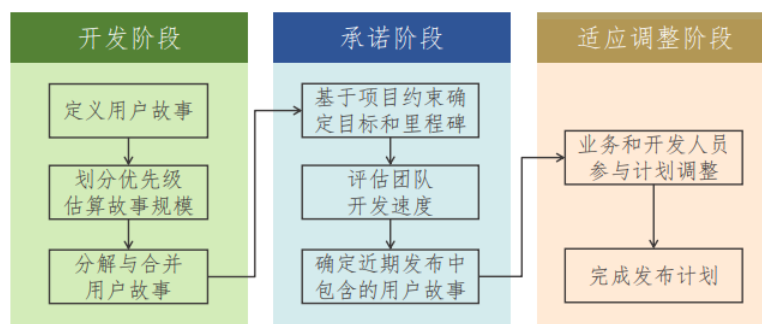 开发阶段
定义用户故事
划分优先级
估算故事规模
分解与合并
用户故事
承诺阶段
基于项目约束确
定目标和里程碑
评估团队
开发速度
确定近期发布中
包含的用户故事
适应调整阶段
业务和开发人员
参与计划调整
完成发布计划